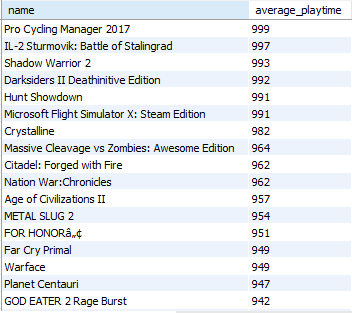 name average_playtime
Pro Cycling Manager 2017 999
IL-2 Sturmovik: Battle of Stalingrad 997
Shadow Warrior 2 993
Darksiders II Deathinitive Edition 992
Hunt Showdown 991
Microsoft Flight Simulator X: Steam Edition 991
Crystalline 982
Massive Cleavage vs Zombies: Awesome Edition 964
Citadel: Forged with Fire 962
Nation War:Chronicles 962
Age of Civilizations II 957
METAL SLUG 2 954
FOR HONORâ„¢ 951
Far Cry Primal 949
Warface 949
Planet Centauri 947
GOD EATER 2 Rage Burst 942